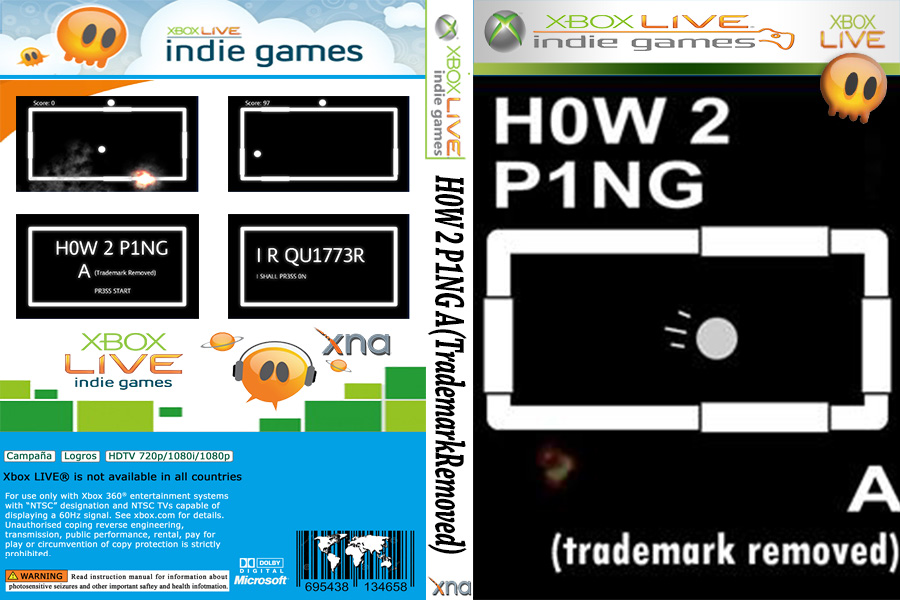 XBOX LIVE
indie games
Score: 0
Score: 97
H0W 2 P1NG
A (Trademark Removed)
PR3SS START
I R QU1773R
I SHALL PR3SS 0N
XBOX
LIVE
indie games
xna
Campaña
Logros
HDTV 720p/1080i/1080p
Xbox LIVE® is not available in all countries
For use only with Xbox 360® entertainment systems
with "NTSC" designation and NTSC TVs capable of
displaying a 60Hz signal. See xbox.com for details.
Unauthorised coping reverse engineering,
transmission, public performance, rental, pay for
play or circumvention of copy protection is strictly
prohibited.
WARNING Read instruction manual for information about
photosensitive seizures and other important saftey and health infotmation.
DOLBY
DIGITAL
Microsoft
695438 134658
XBOX LIVE
indie games
H0W 2 P1NG A (TrademarkRemoved)
xna
XBOX LIVE
indie games
XBOX
LIVE
H0W 2
P1NG
A
(trademark removed)